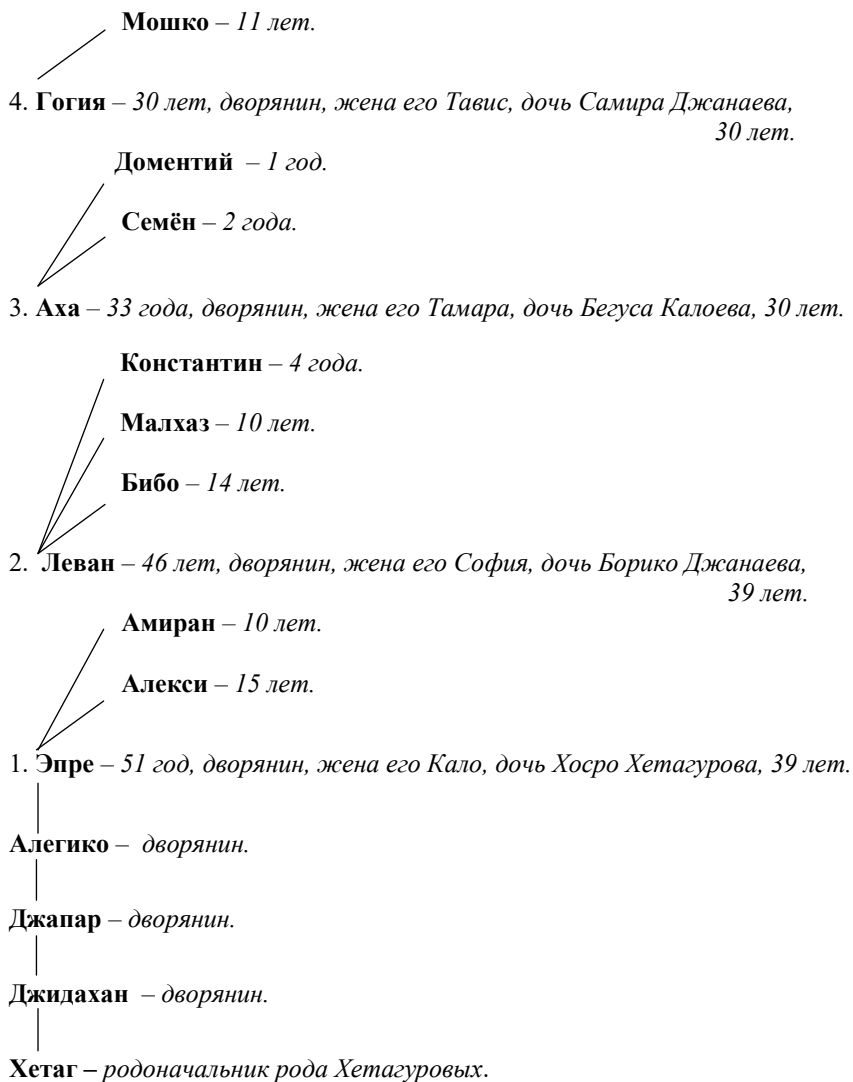 Мошко – 11 лет.
4. Гогия – 30 лет, дворянин, жена его Тавис, дочь Самира Джанаева,
30 лет.
Доментий – 1 год.
Семён – 2 года.
3. Аха – 33 года, дворянин, жена его Тамара, дочь Бегуса Калоева, 30 лет.
Константин – 4 года.
Малхаз – 10 лет.
Бибо – 14 лет.
2. Леван – 46 лет, дворянин, жена его София, дочь Борико Джанаева,
39 лет.
Амиран – 10 лет.
Алекси – 15 лет.
1. Эпре – 51 год, дворянин, жена его Кало, дочь Хосро Хетагурова, 39 лет.
Алегико – дворянин.
Джапар – дворянин.
Джидахан – дворянин.
Хетаг – родоначальник рода Хетагуровых.